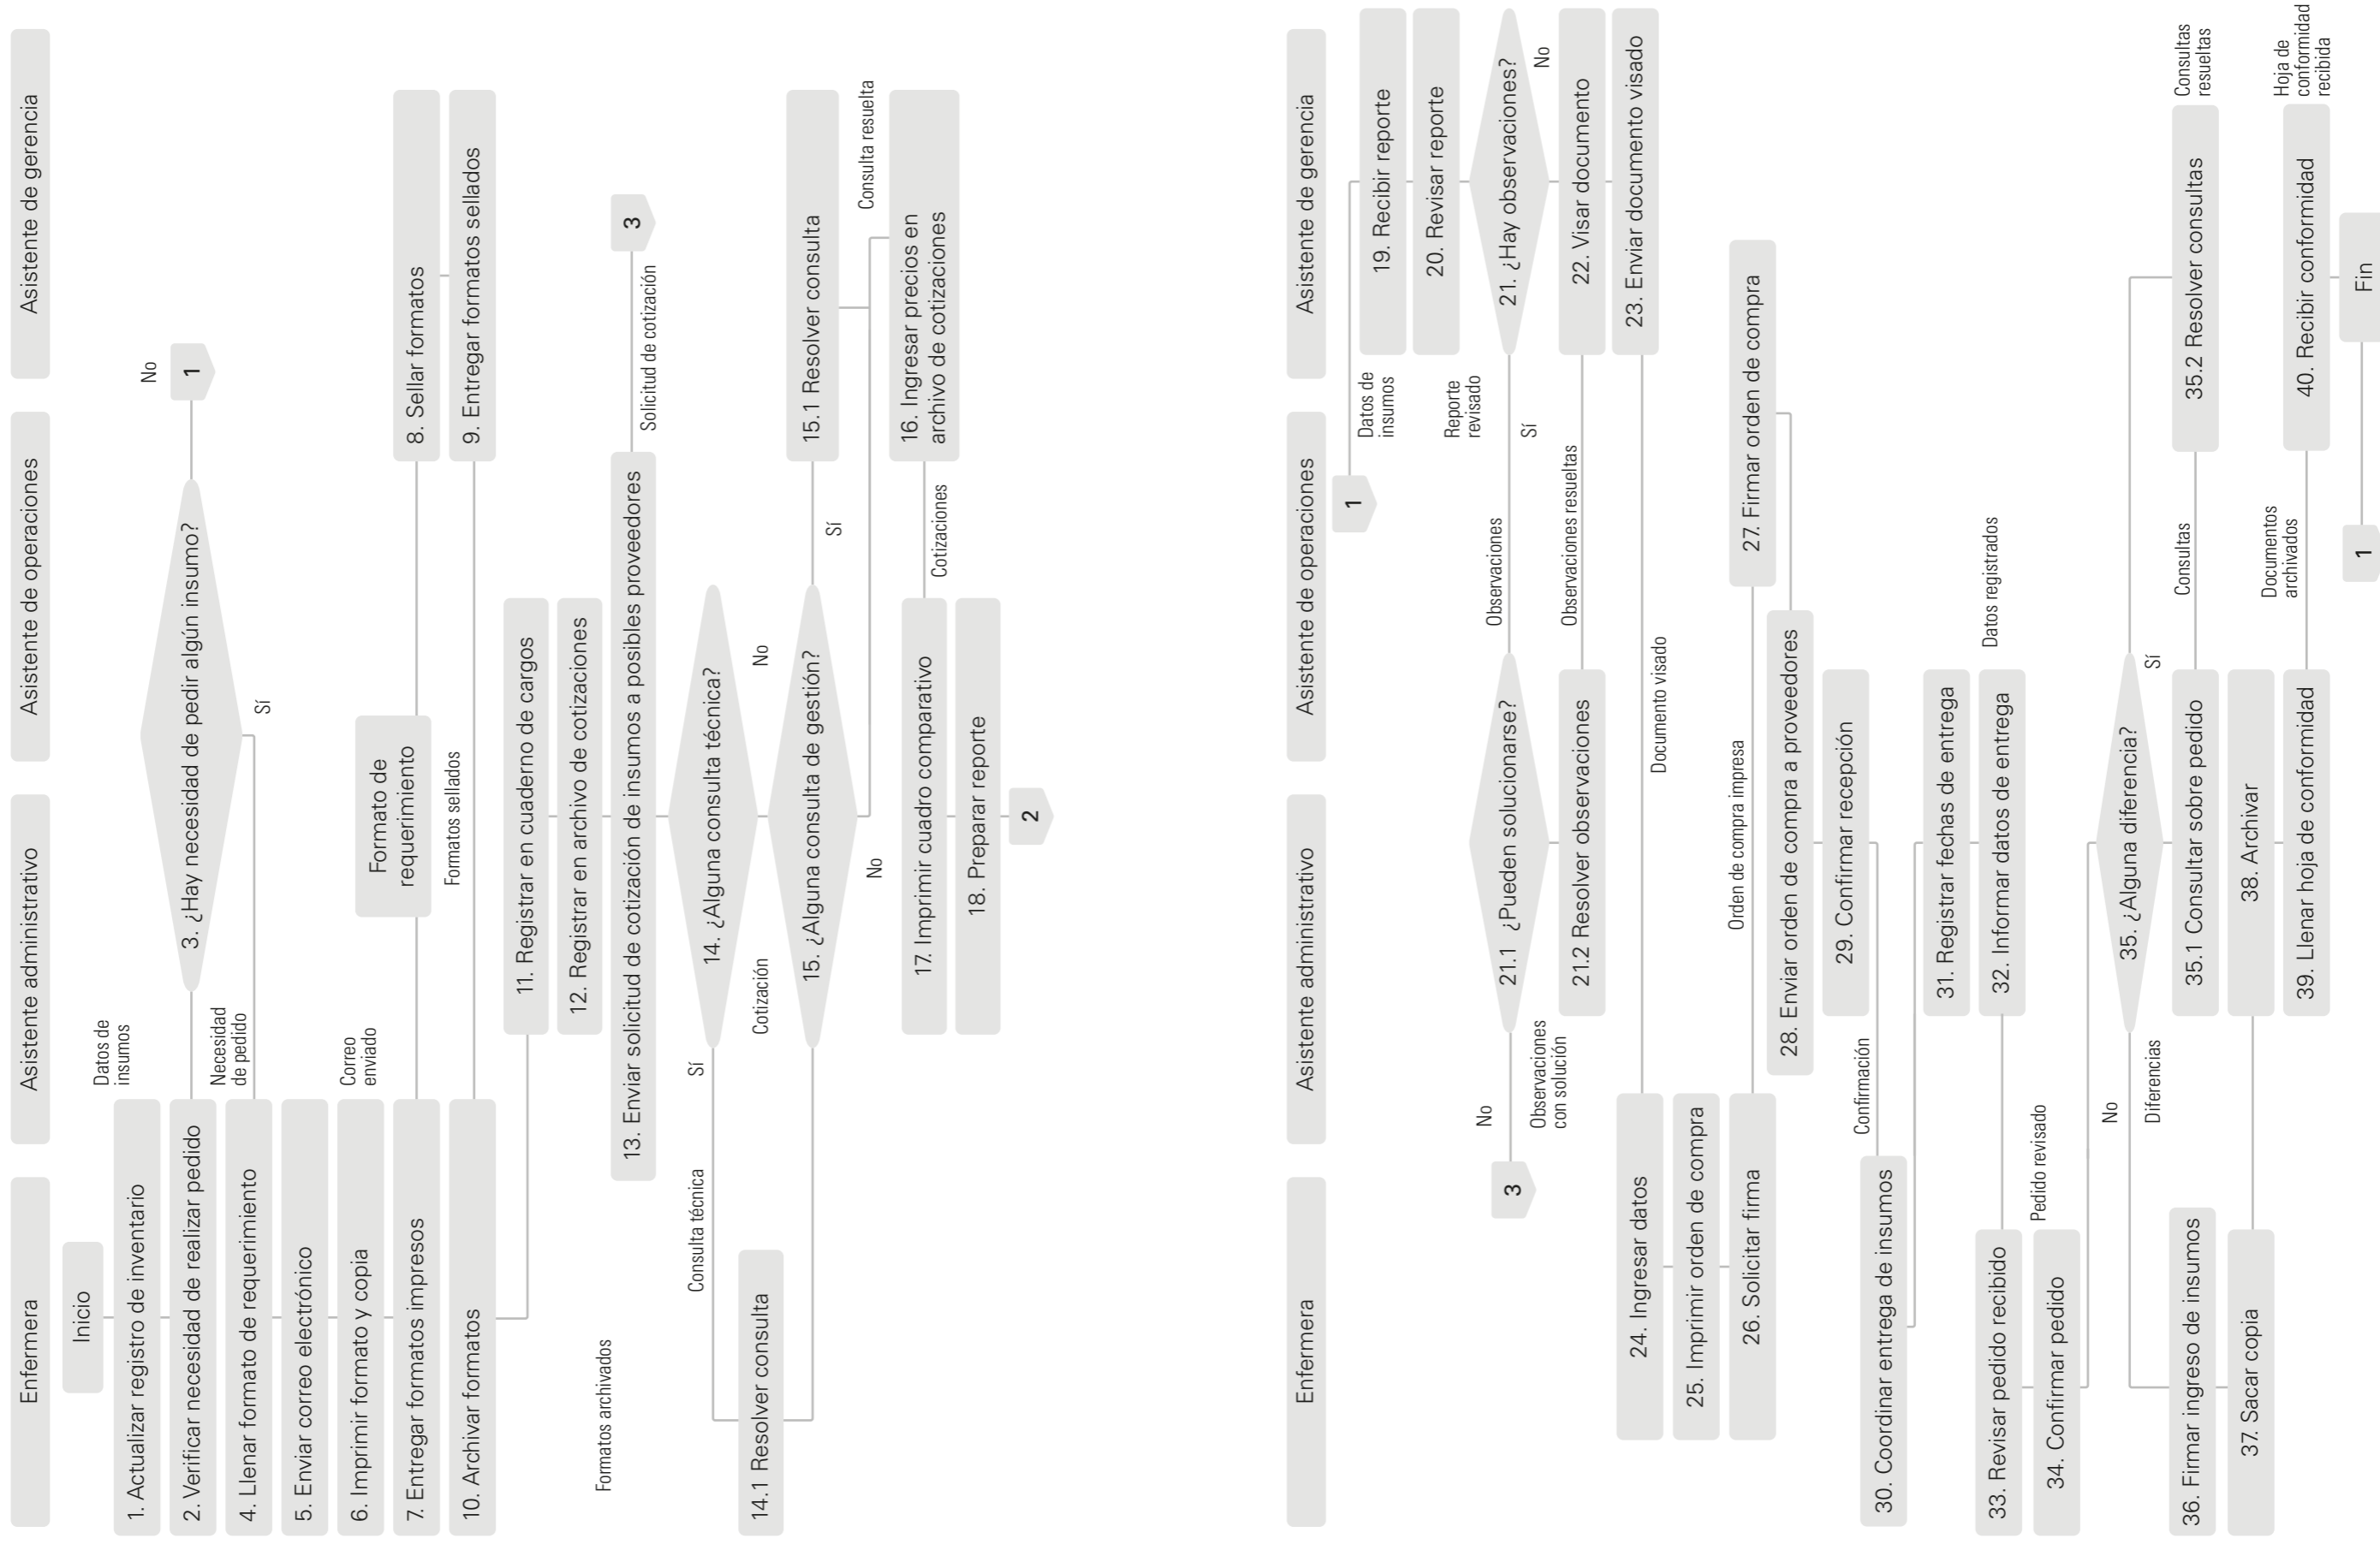 Enfermera
Asistente administrativo
Asistente de operaciones
Asistente de gerencia
Inicio
1. Actualizar registro de inventario
Datos de
insumos
2. Verificar necesidad de realizar pedido
3. ¿Hay necesidad de pedir algún insumo?
No
1
Necesidad
de pedido
Sí
4. Llenar formato de requerimiento
5. Enviar correo electrónico
6. Imprimir formato y copia
Correo
enviado
7. Entregar formatos impresos
Formato de
requerimiento
8. Sellar formatos
Formatos sellados
9. Entregar formatos sellados
10. Archivar formatos
11. Registrar en cuaderno de cargos
12. Registrar en archivo de cotizaciones
Formatos archivados
13. Enviar solicitud de cotización de insumos a posibles proveedores
Solicitud de cotización
3
Consulta técnica
Sí
14. ¿Alguna consulta técnica?
No
14.1 Resolver consulta
Cotización
15. ¿Alguna consulta de gestión?
Sí
15.1 Resolver consulta
No
Consulta resuelta
16. Ingresar precios en
archivo de cotizaciones
Cotizaciones
17. Imprimir cuadro comparativo
18. Preparar reporte
2
Enfermera
Asistente administrativo
Asistente de operaciones
Asistente de gerencia
1
Datos de
insumos
19. Recibir reporte
20. Revisar reporte
Reporte
revisado
21. ¿Hay observaciones?
No
Sí
Observaciones
21.1 ¿Pueden solucionarse?
No
3
Observaciones
con solución
21.2 Resolver observaciones
Observaciones resueltas
22. Visar documento
23. Enviar documento visado
Documento visado
24. Ingresar datos
25. Imprimir orden de compra
26. Solicitar firma
Orden de compra impresa
27. Firmar orden de compra
28. Enviar orden de compra a proveedores
29. Confirmar recepción
Confirmación
30. Coordinar entrega de insumos
31. Registrar fechas de entrega
32. Informar datos de entrega
Datos registrados
33. Revisar pedido recibido
Pedido revisado
34. Confirmar pedido
No
35. ¿Alguna diferencia?
Sí
Diferencias
35.1 Consultar sobre pedido
Consultas
35.2 Resolver consultas
Consultas
resueltas
36. Firmar ingreso de insumos
37. Sacar copia
38. Archivar
39. Llenar hoja de conformidad
Documentos
archivados
40. Recibir conformidad
Hoja de
conformidad
recibida
1
Fin